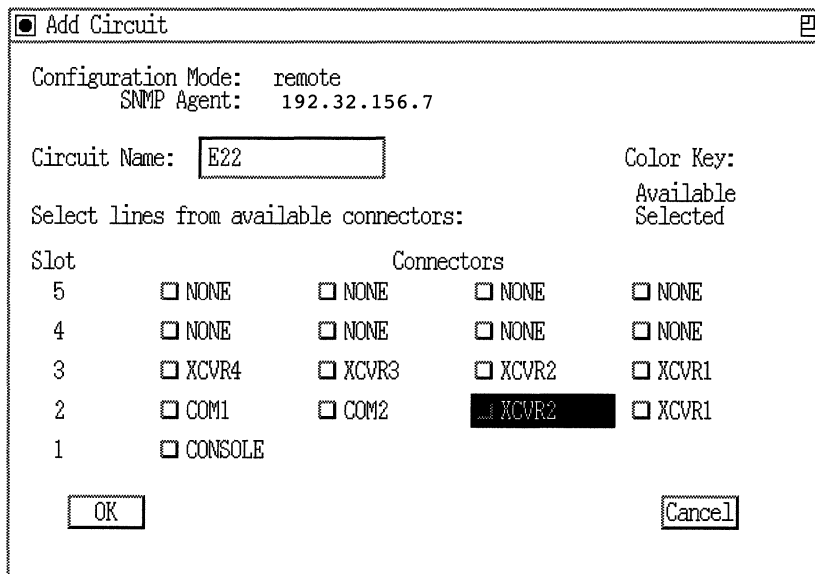 Add Circuit
Configuration Mode: remote
SNMP Agent: 192.32.156.7
Circuit Name: E22
Color Key:
Available
Select lines from available connectors: Selected
Slot Connectors
5 NONE NONE NONE NONE
4 NONE NONE NONE NONE
3 XCVR4 XCVR3 XCVR2 XCVR1
2 COM1 COM2 XCVR2 XCVR1
1 CONSOLE
OK Cancel